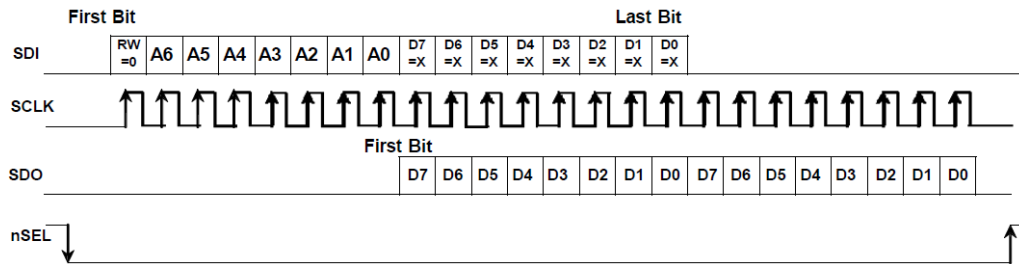 First Bit Last Bit
SDI RW =0 A6 A5 A4 A3 A2 A1 A0 D7 =X D6 =X D5 =X D4 =X D3 =X D2 =X D1 =X D0 =X
SCLK
First Bit
SDO D7 D6 D5 D4 D3 D2 D1 D0 D7 D6 D5 D4 D3 D2 D1 D0
nSEL